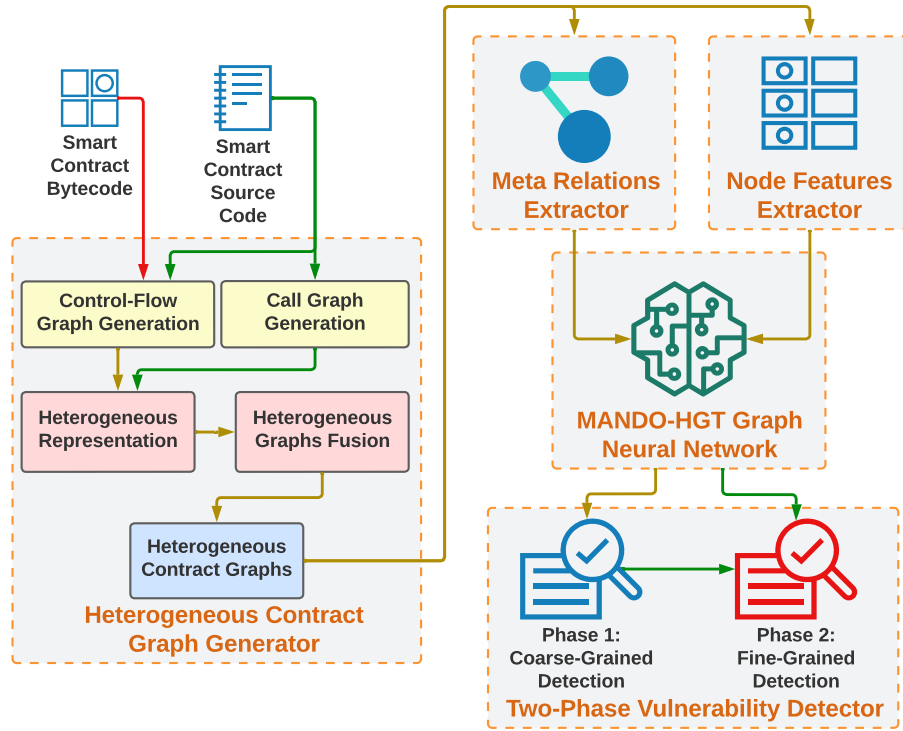 Smart
Contract
Bytecode
Smart
Contract
Source
Code
Control-Flow
Graph Generation
Call Graph
Generation
Heterogeneous
Representation
Heterogeneous
Graphs Fusion
Heterogeneous
Contract Graphs
Heterogeneous Contract
Graph Generator
Meta Relations
Extractor
Node Features
Extractor
MANDO-HGT Graph
Neural Network
Phase 1:
Coarse-Grained
Detection
Phase 2:
Fine-Grained
Detection
Two-Phase Vulnerability Detector